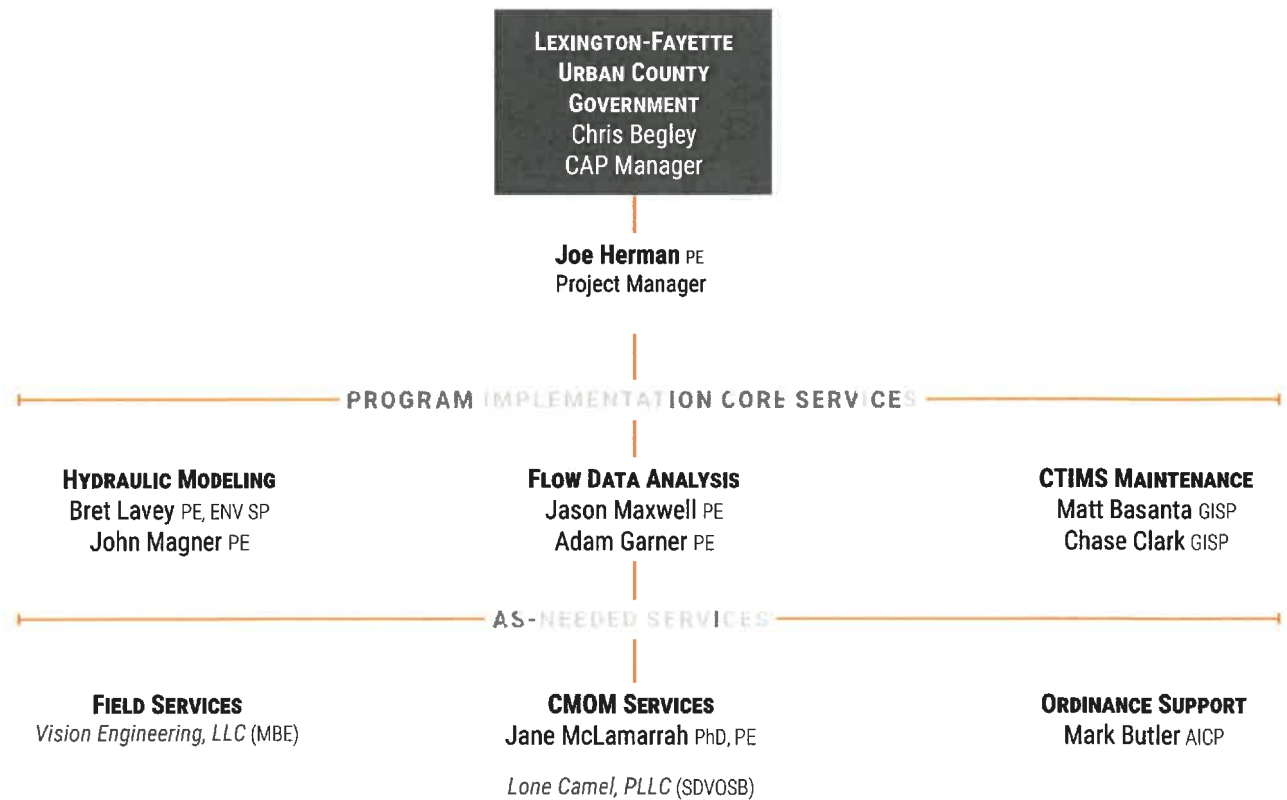 LEXINGTON-FAYETTE
URBAN COUNTY
GOVERNMENT
Chris Begley
CAP Manager
Joe Herman PE
Project Manager
PROGRAM IMPLEMENTATION CORE SERVICES
HYDRAULIC MODELING
Bret Lavey PE, ENV SP
John Magner PE
FLOW DATA ANALYSIS
Jason Maxwell PE
Adam Garner PE
CTIMS MAINTENANCE
Matt Basanta GISP
Chase Clark GISP
AS-NEEDED SERVICES
FIELD SERVICES
Vision Engineering, LLC (MBE)
CMOM SERVICES
Jane McLamarrah PhD, PE
Lone Camel, PLLC (SDVOSB)
ORDINANCE SUPPORT
Mark Butler AICP